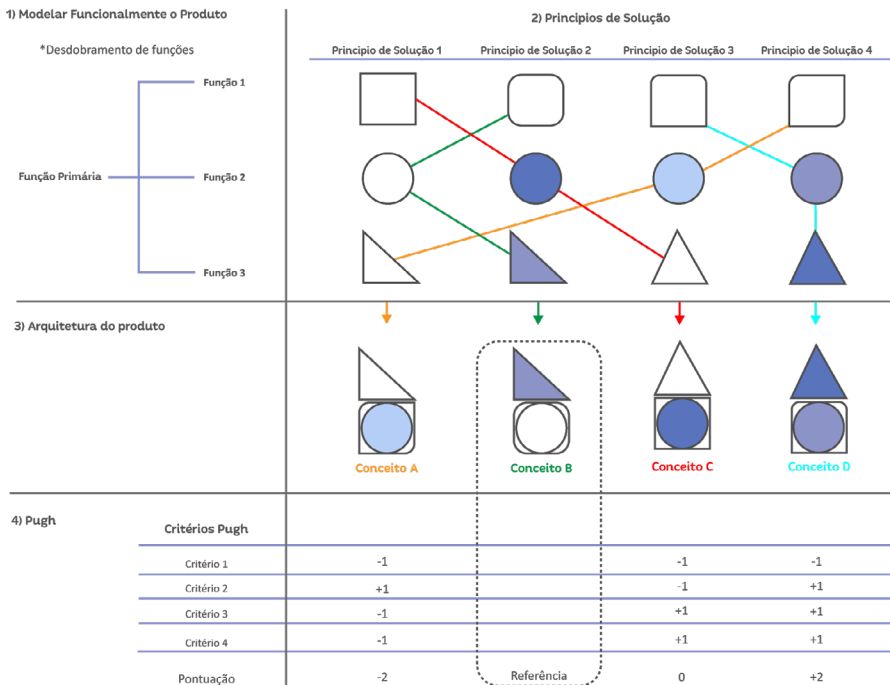 1) Modelar Funcionalmente o Produto
2) Principios de Solução
*Desdobramento de funções
Principio de Solução 1
Principio de Solução 2
Principio de Solução 3
Principio de Solução 4
Função 1
Função Primária
Função 2
Função 3
3) Arquitetura do produto
Conceito A
Conceito B
Conceito C
Conceito D
4) Pugh
Critérios Pugh
Critério 1 -1 -1 -1
Critério 2 +1 -1 +1
Critério 3 -1 +1 +1
Critério 4 -1 +1 +1
Pontuação -2 Referência 0 +2